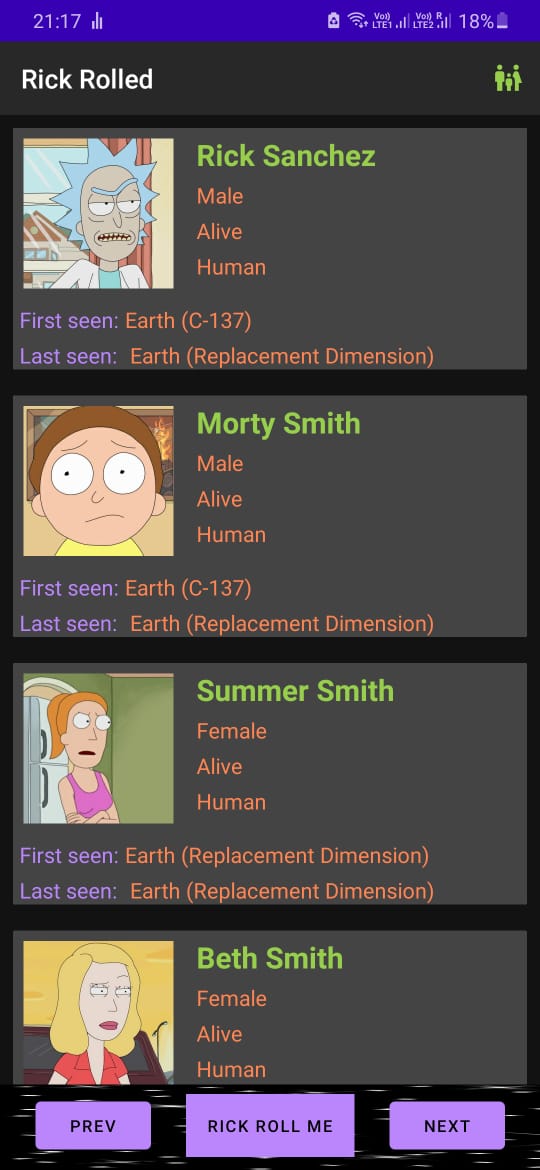 21:17 Vo)) LTE1 Vo)) R LTE2 18%
Rick Rolled
Rick Sanchez
Male
Alive
Human
First seen: Earth (C-137)
Last seen: Earth (Replacement Dimension)
Morty Smith
Male
Alive
Human
First seen: Earth (C-137)
Last seen: Earth (Replacement Dimension)
Summer Smith
Female
Alive
Human
First seen: Earth (Replacement Dimension)
Last seen: Earth (Replacement Dimension)
Beth Smith
Female
Alive
Human
PREV RICK ROLL ME NEXT